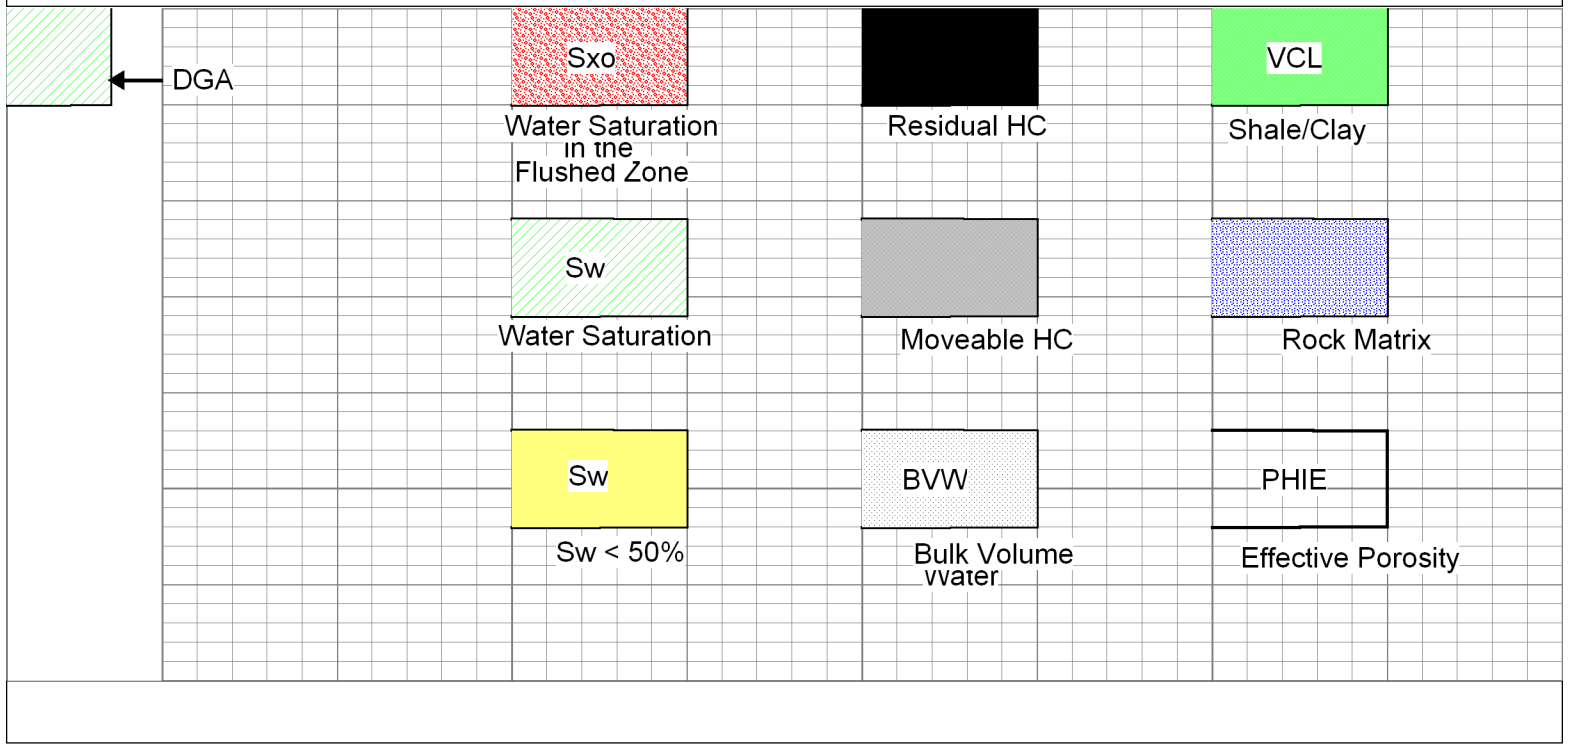 DGA
Sxo
Water Saturation
in the
Flushed Zone
Residual HC
VCL
Shale/Clay
Sw
Water Saturation
Moveable HC
Rock Matrix
Sw
Sw < 50%
BVW
Bulk Volume
Water
PHIE
Effective Porosity